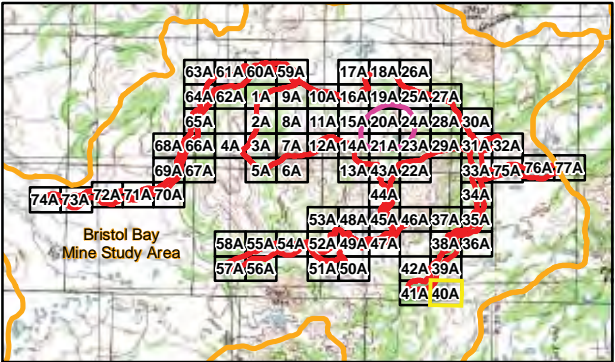 63A 61A 60A 59A 17A 18A 26A
64A 62A 1A 9A 10A 16A 19A 25A 27A
65A 2A 8A 11A 15A 20A 24A 28A 30A
68A 66A 4A 3A 7A 12A 14A 21A 23A 29A 31A 32A
69A 67A 5A 6A 13A 43A 22A 33A 75A 76A 77A
74A 73A 72A 71A 70A 44A 34A
53A 48A 45A 46A 37A 35A
58A 55A 54A 52A 49A 47A 38A 36A
57A 56A 51A 50A 42A 39A
41A 40A
Bristol Bay
Mine Study Area